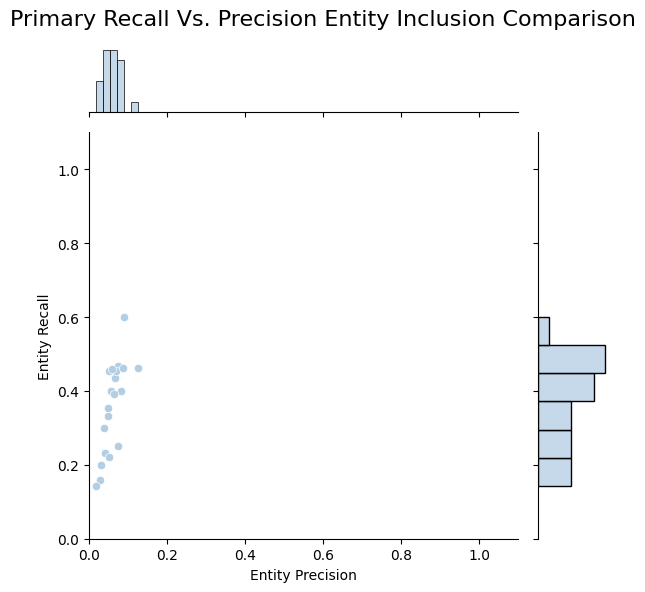 Primary Recall Vs. Precision Entity Inclusion Comparison
1.0
0.8
0.6
0.4
0.2
0.0
Entity Recall
0.0 0.2 0.4 0.6 0.8 1.0
Entity Precision